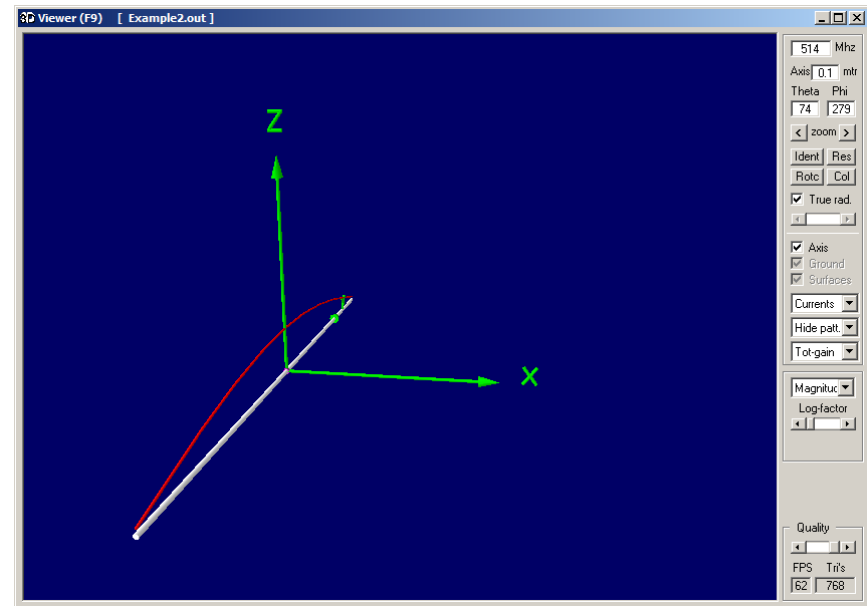 3D Viewer (F9) [ Example2.out ]
514 Mhz
Axis 0.1 mtr
Theta Phi
74 279
< zoom >
Ident Res
Rotc Col
True rad.
Axis
Ground
Surfaces
Currents
Hide patt.
Tot-gain
Magnituc
Log-factor
Quality
FPS Tri's
62 768
Z
X